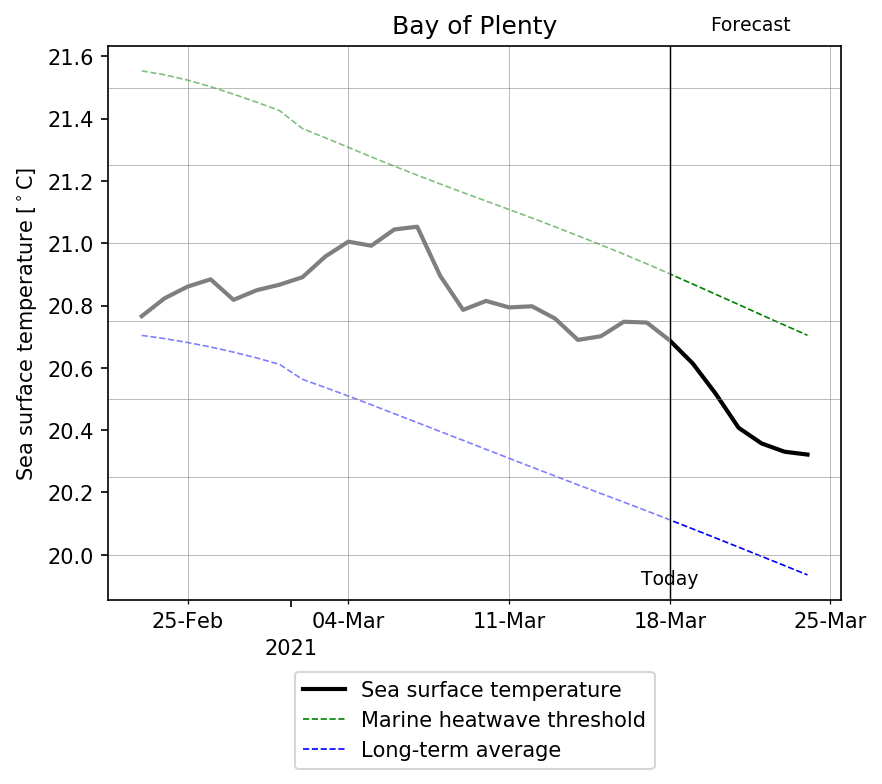 Bay of Plenty
Forecast
Sea surface temperature [°C]
21.6
21.4
21.2
21.0
20.8
20.6
20.4
20.2
20.0
Today
25-Feb
04-Mar
11-Mar
18-Mar
25-Mar
2021
Sea surface temperature
Marine heatwave threshold
Long-term average